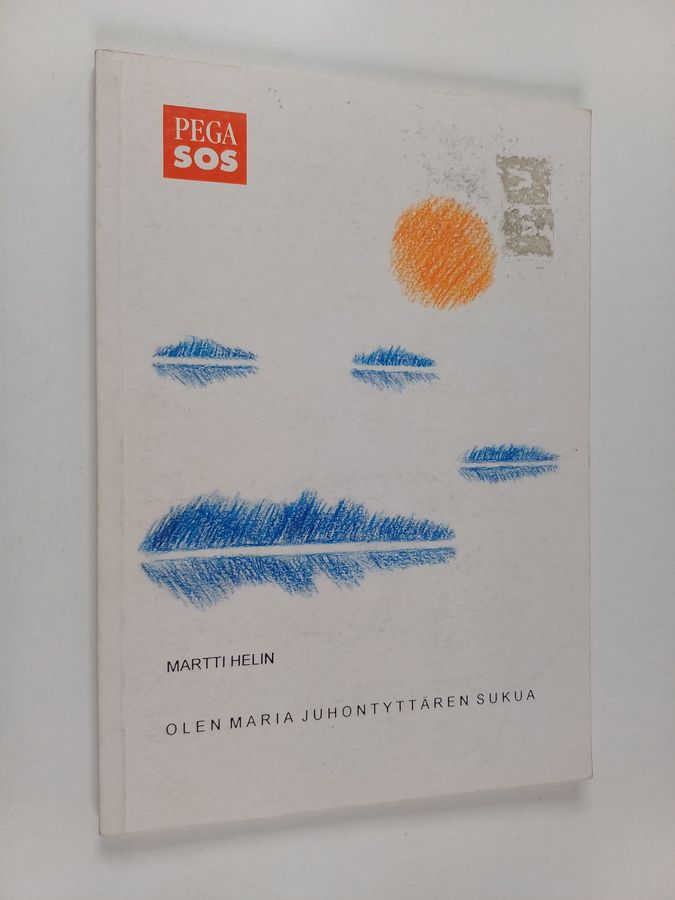 PEGA
SOS
MARTTI HELIN
OLEN MARIA JUHONTYTTÄREN SUKUA